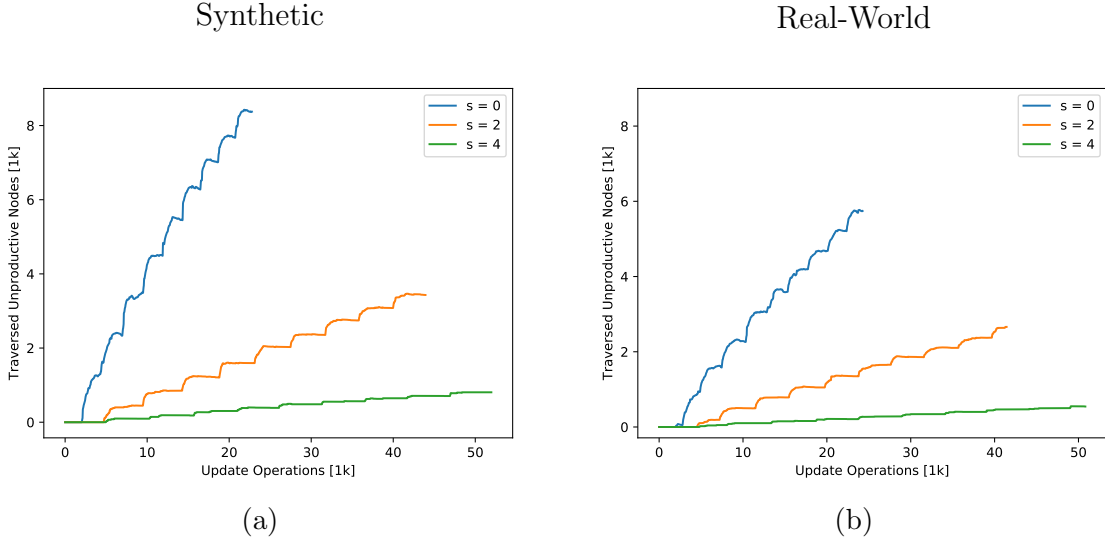 Synthetic
Real-World
8
6
4
2
0
Traversed Unproductive Nodes [1k]
s = 0
s = 2
s = 4
0 10 20 30 40 50
Update Operations [1k]
(a)
8
6
4
2
0
Traversed Unproductive Nodes [1k]
s = 0
s = 2
s = 4
0 10 20 30 40 50
Update Operations [1k]
(b)